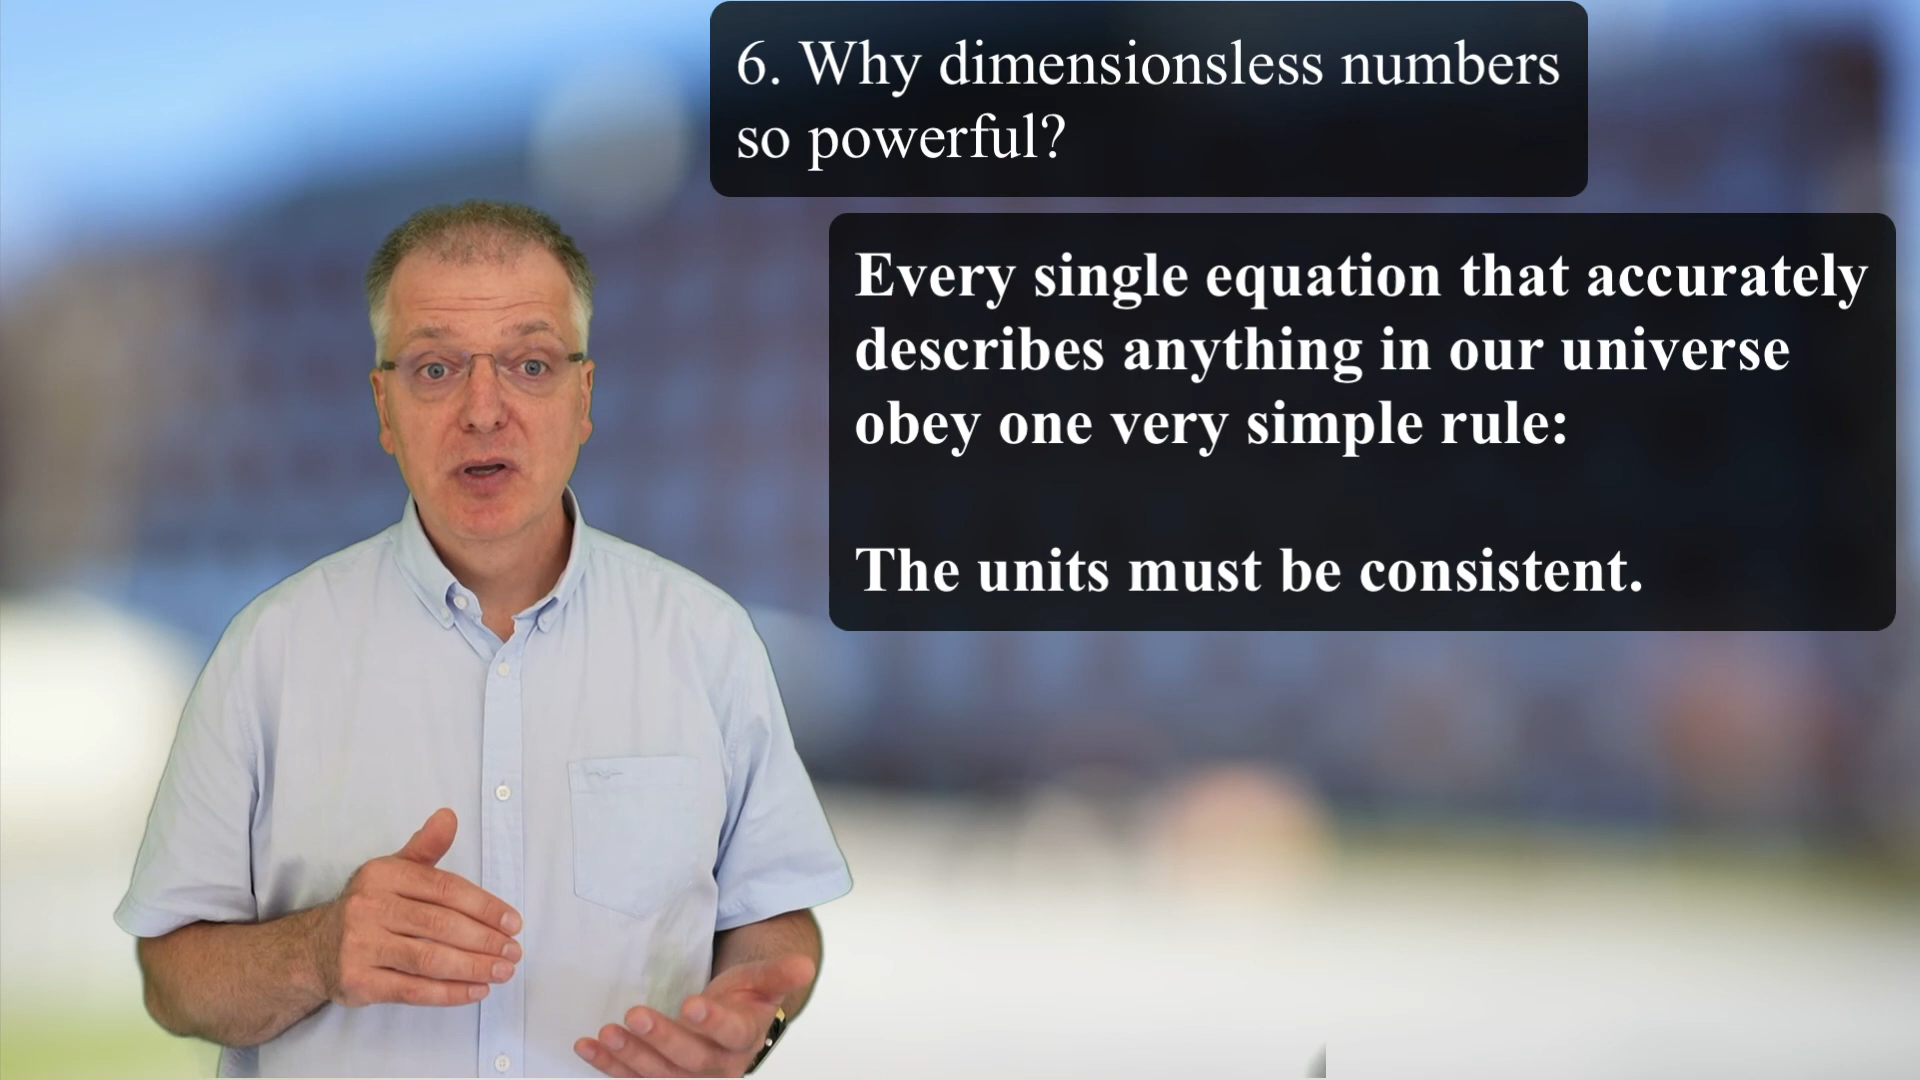 6. Why dimensionsless numbers
so powerful?
Every single equation that accurately
describes anything in our universe
obey one very simple rule:
The units must be consistent.